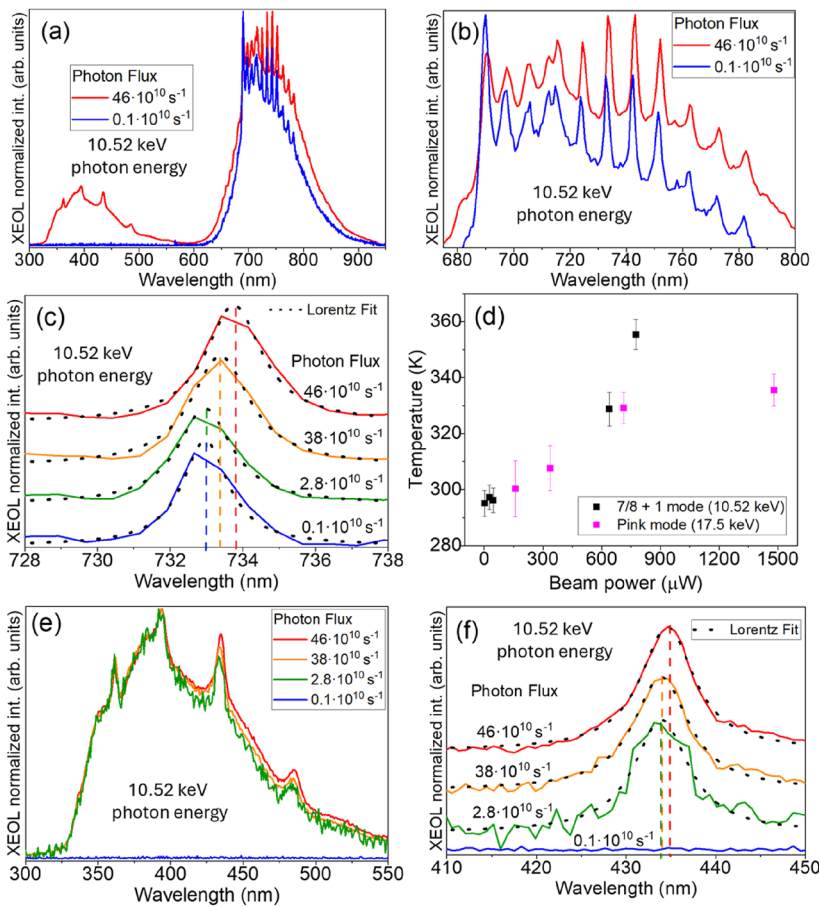 (a)
XEOL normalized int. (arb. units)
Photon Flux
46·10¹⁰ s⁻¹
0.1·10¹⁰ s⁻¹
10.52 keV
photon energy
300 400 500 600 700 800 900
Wavelength (nm)
(b)
XEOL normalized int. (arb. units)
Photon Flux
46·10¹⁰ s⁻¹
0.1·10¹⁰ s⁻¹
10.52 keV
photon energy
680 700 720 740 760 780 800
Wavelength (nm)
(c)
XEOL normalized int. (arb. units)
Lorentz Fit
10.52 keV
photon energy
Photon Flux
46·10¹⁰ s⁻¹
38·10¹⁰ s⁻¹
2.8·10¹⁰ s⁻¹
0.1·10¹⁰ s⁻¹
728 730 732 734 736 738
Wavelength (nm)
(d)
Temperature (K)
360
340
320
300
280
7/8 + 1 mode (10.52 keV)
Pink mode (17.5 keV)
0 300 600 900 1200 1500
Beam power (µW)
(e)
XEOL normalized int. (arb. units)
Photon Flux
46·10¹⁰ s⁻¹
38·10¹⁰ s⁻¹
2.8·10¹⁰ s⁻¹
0.1·10¹⁰ s⁻¹
10.52 keV
photon energy
300 350 400 450 500 550
Wavelength (nm)
(f)
XEOL normalized int. (arb. units)
10.52 keV
photon energy
Lorentz Fit
Photon Flux
46·10¹⁰ s⁻¹
38·10¹⁰ s⁻¹
2.8·10¹⁰ s⁻¹
0.1·10¹⁰ s⁻¹
410 420 430 440 450
Wavelength (nm)